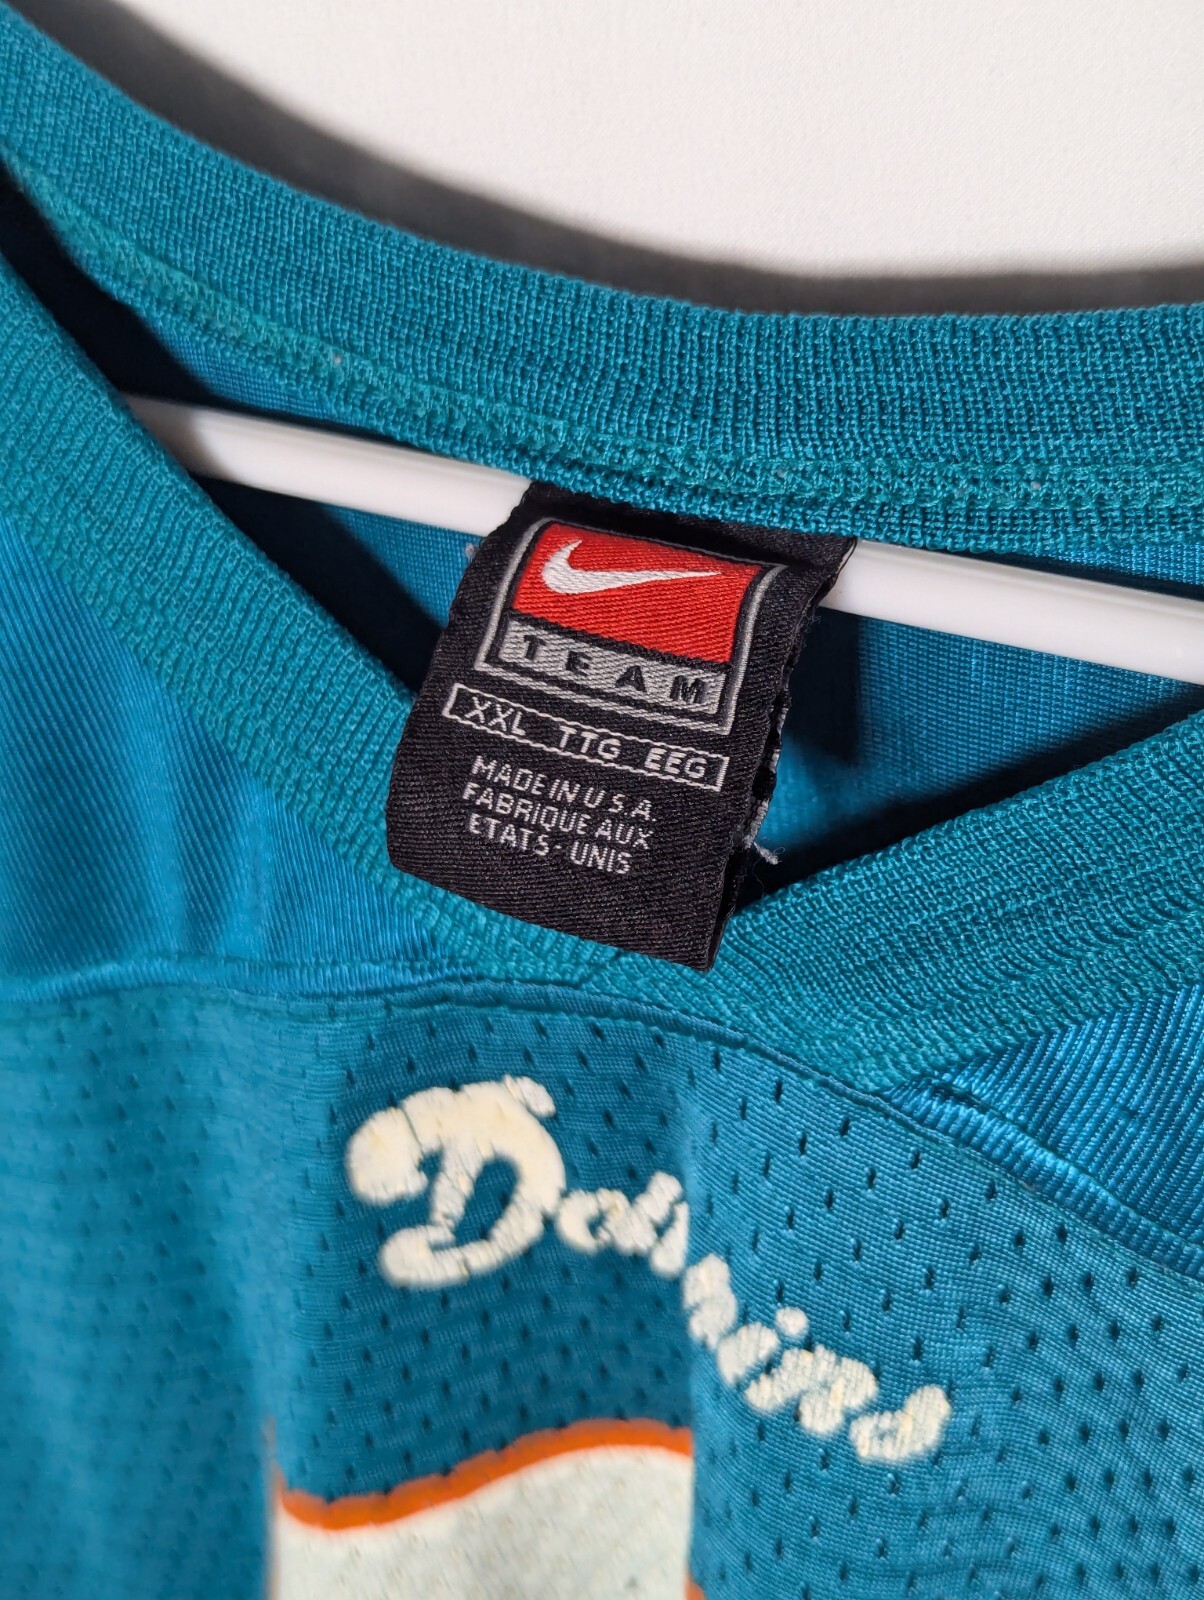 TEAM
XXL TTG EEG
MADE IN U S A
FABRIQUE AUX
ETATS-UNIS
Dolphins